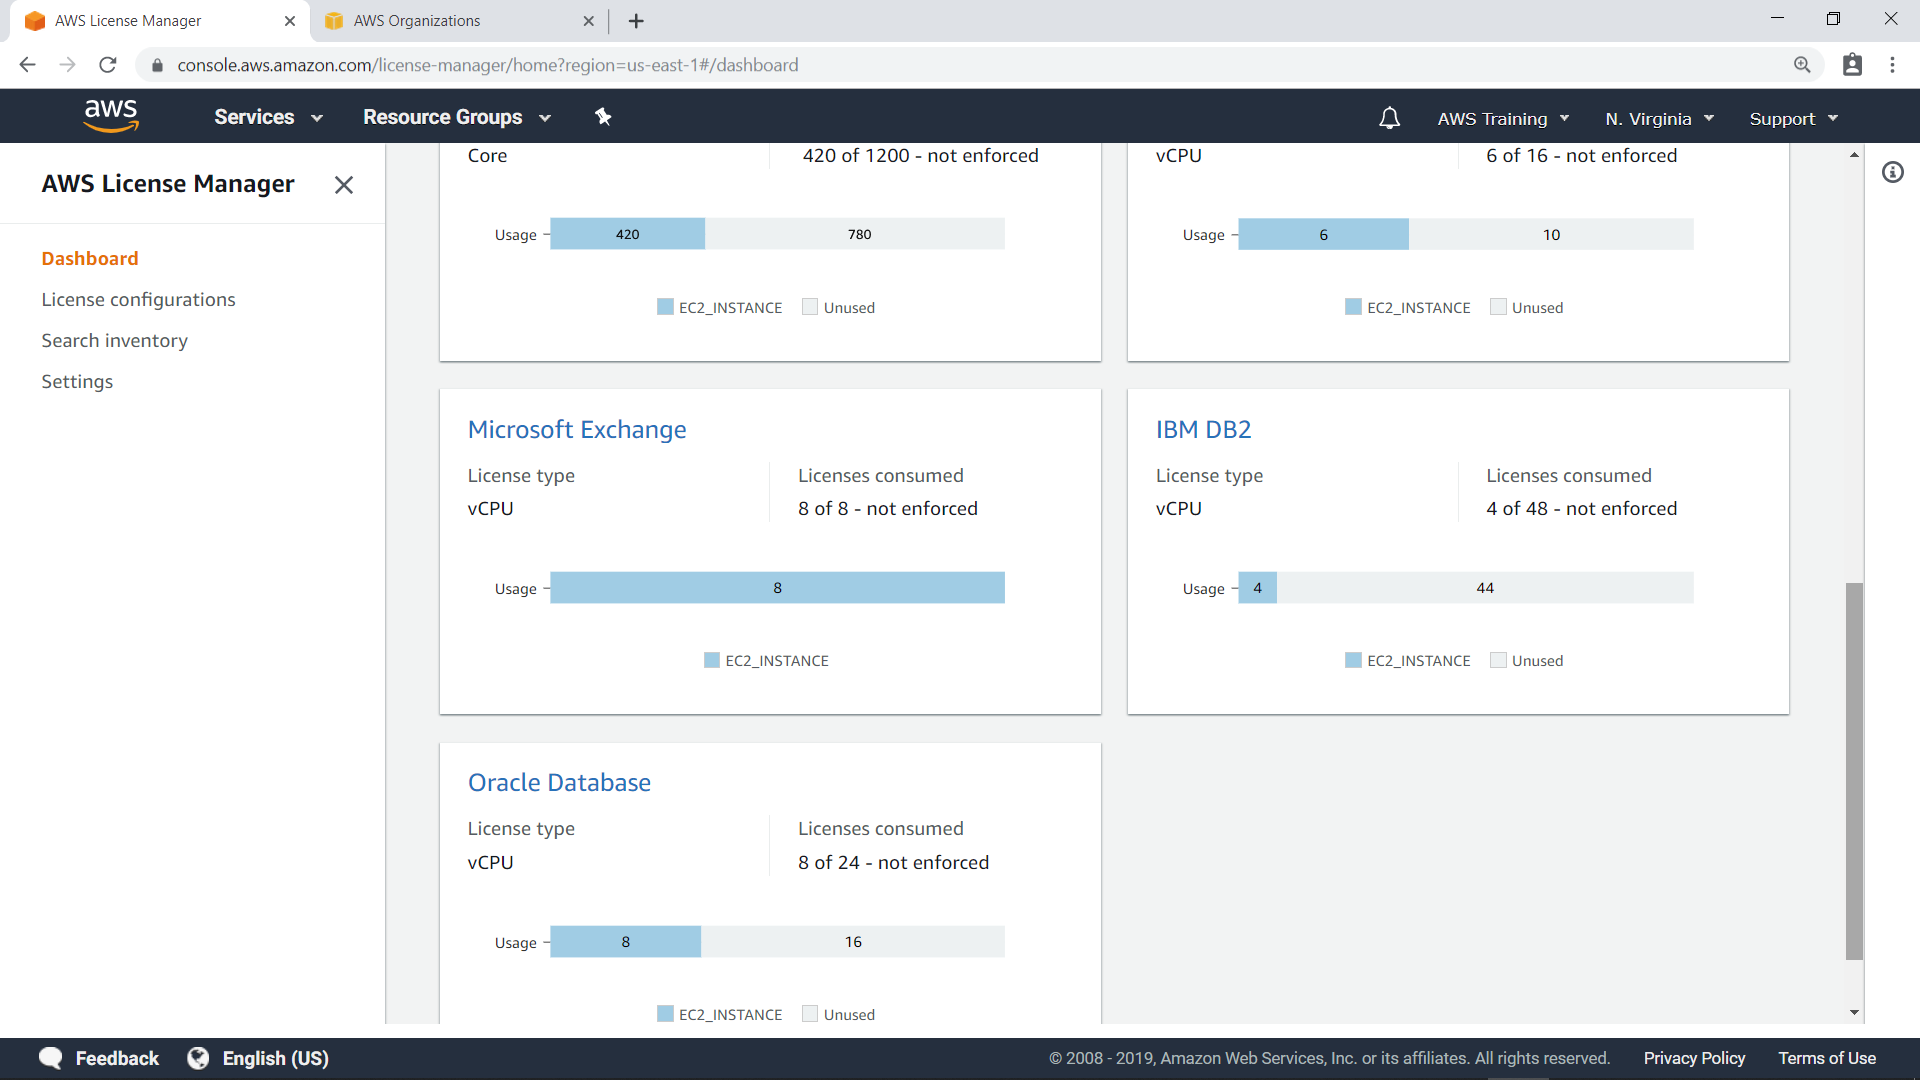 AWS License Manager
AWS Organizations
console.aws.amazon.com/license-manager/home?region=us-east-1#/dashboard
aws
Services
Resource Groups
AWS Training
N. Virginia
Support
AWS License Manager
Dashboard
License configurations
Search inventory
Settings
Core
420 of 1200 - not enforced
Usage
420
780
EC2_INSTANCE
Unused
vCPU
6 of 16 - not enforced
Usage
6
10
EC2_INSTANCE
Unused
Microsoft Exchange
License type
Licenses consumed
vCPU
8 of 8 - not enforced
Usage
8
EC2_INSTANCE
IBM DB2
License type
Licenses consumed
vCPU
4 of 48 - not enforced
Usage
4
44
EC2_INSTANCE
Unused
Oracle Database
License type
Licenses consumed
vCPU
8 of 24 - not enforced
Usage
8
16
EC2_INSTANCE
Unused
Feedback
English (US)
© 2008 - 2019, Amazon Web Services, Inc. or its affiliates. All rights reserved.
Privacy Policy
Terms of Use